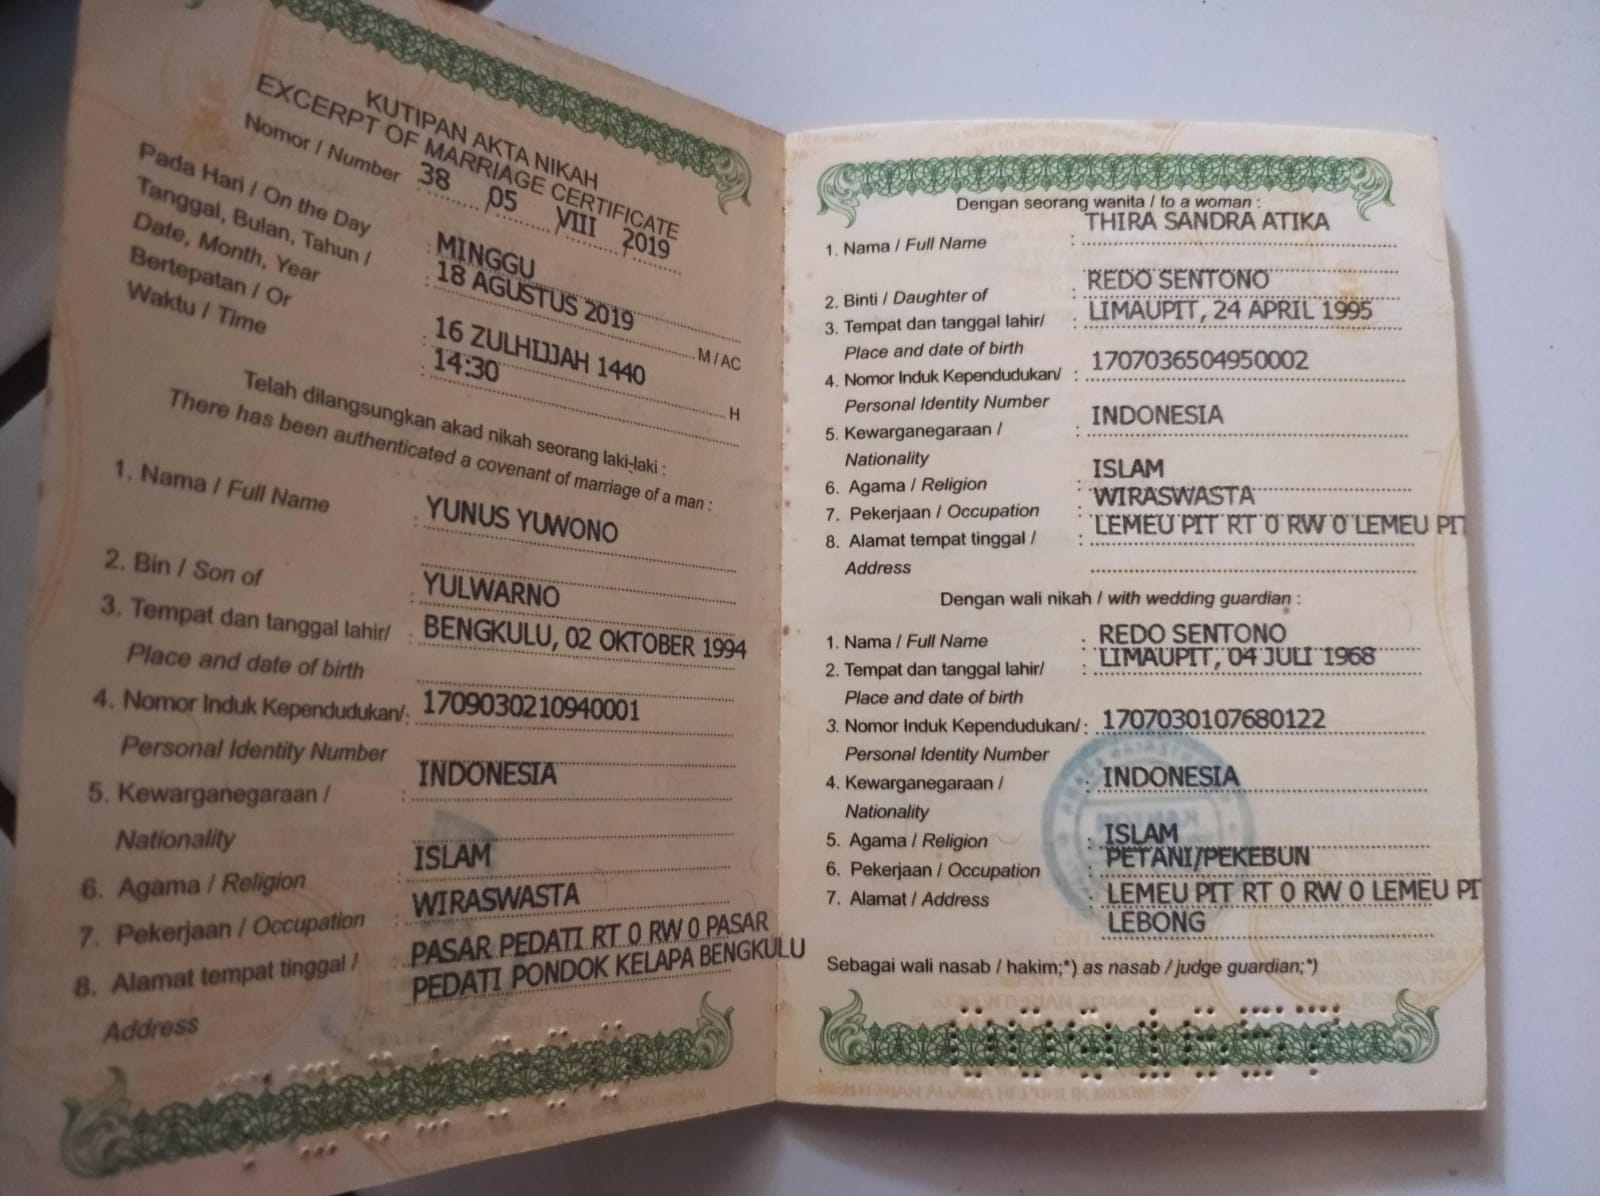 KUTIPAN AKTA NIKAH
EXCERPT OF MARRIAGE CERTIFICATE
Nomor / Number 38 / 05 / VIII / 2019
Pada Hari / On the Day : MINGGU
Tanggal, Bulan, Tahun / : 18 AGUSTUS 2019
Date, Month, Year M / AC
Bertepatan / Or : 16 ZULHIJJAH 1440 H
Waktu / Time : 14:30
Telah dilangsungkan akad nikah seorang laki-laki :
There has been authenticated a covenant of marriage of a man :
1. Nama / Full Name : YUNUS YUWONO
2. Bin / Son of : YULWARNO
3. Tempat dan tanggal lahir/ : BENGKULU, 02 OKTOBER 1994
Place and date of birth
4. Nomor Induk Kependudukan/: 1709030210940001
Personal Identity Number
5. Kewarganegaraan / : INDONESIA
Nationality
6. Agama / Religion : ISLAM
7. Pekerjaan / Occupation : WIRASWASTA
8. Alamat tempat tinggal / : PASAR PEDATI RT 0 RW 0 PASAR
Address PEDATI PONDOK KELAPA BENGKULU
Dengan seorang wanita / to a woman :
1. Nama / Full Name : THIRA SANDRA ATIKA
2. Binti / Daughter of : REDO SENTONO
3. Tempat dan tanggal lahir/ : LIMAUPIT, 24 APRIL 1995
Place and date of birth
4. Nomor Induk Kependudukan/ : 1707036504950002
Personal Identity Number
5. Kewarganegaraan / : INDONESIA
Nationality
6. Agama / Religion : ISLAM
7. Pekerjaan / Occupation : WIRASWASTA
8. Alamat tempat tinggal / : LEMEU PIT RT 0 RW 0 LEMEU PIT
Address
Dengan wali nikah / with wedding guardian :
1. Nama / Full Name : REDO SENTONO
2. Tempat dan tanggal lahir/ : LIMAUPIT, 04 JULI 1968
Place and date of birth
3. Nomor Induk Kependudukan/ : 1707030107680122
Personal Identity Number
4. Kewarganegaraan / : INDONESIA
Nationality
5. Agama / Religion : ISLAM
6. Pekerjaan / Occupation : PETANI/PEKEBUN
7. Alamat / Address : LEMEU PIT RT 0 RW 0 LEMEU PI
LEBONG
Sebagai wali nasab / hakim;*) as nasab / judge guardian;*)